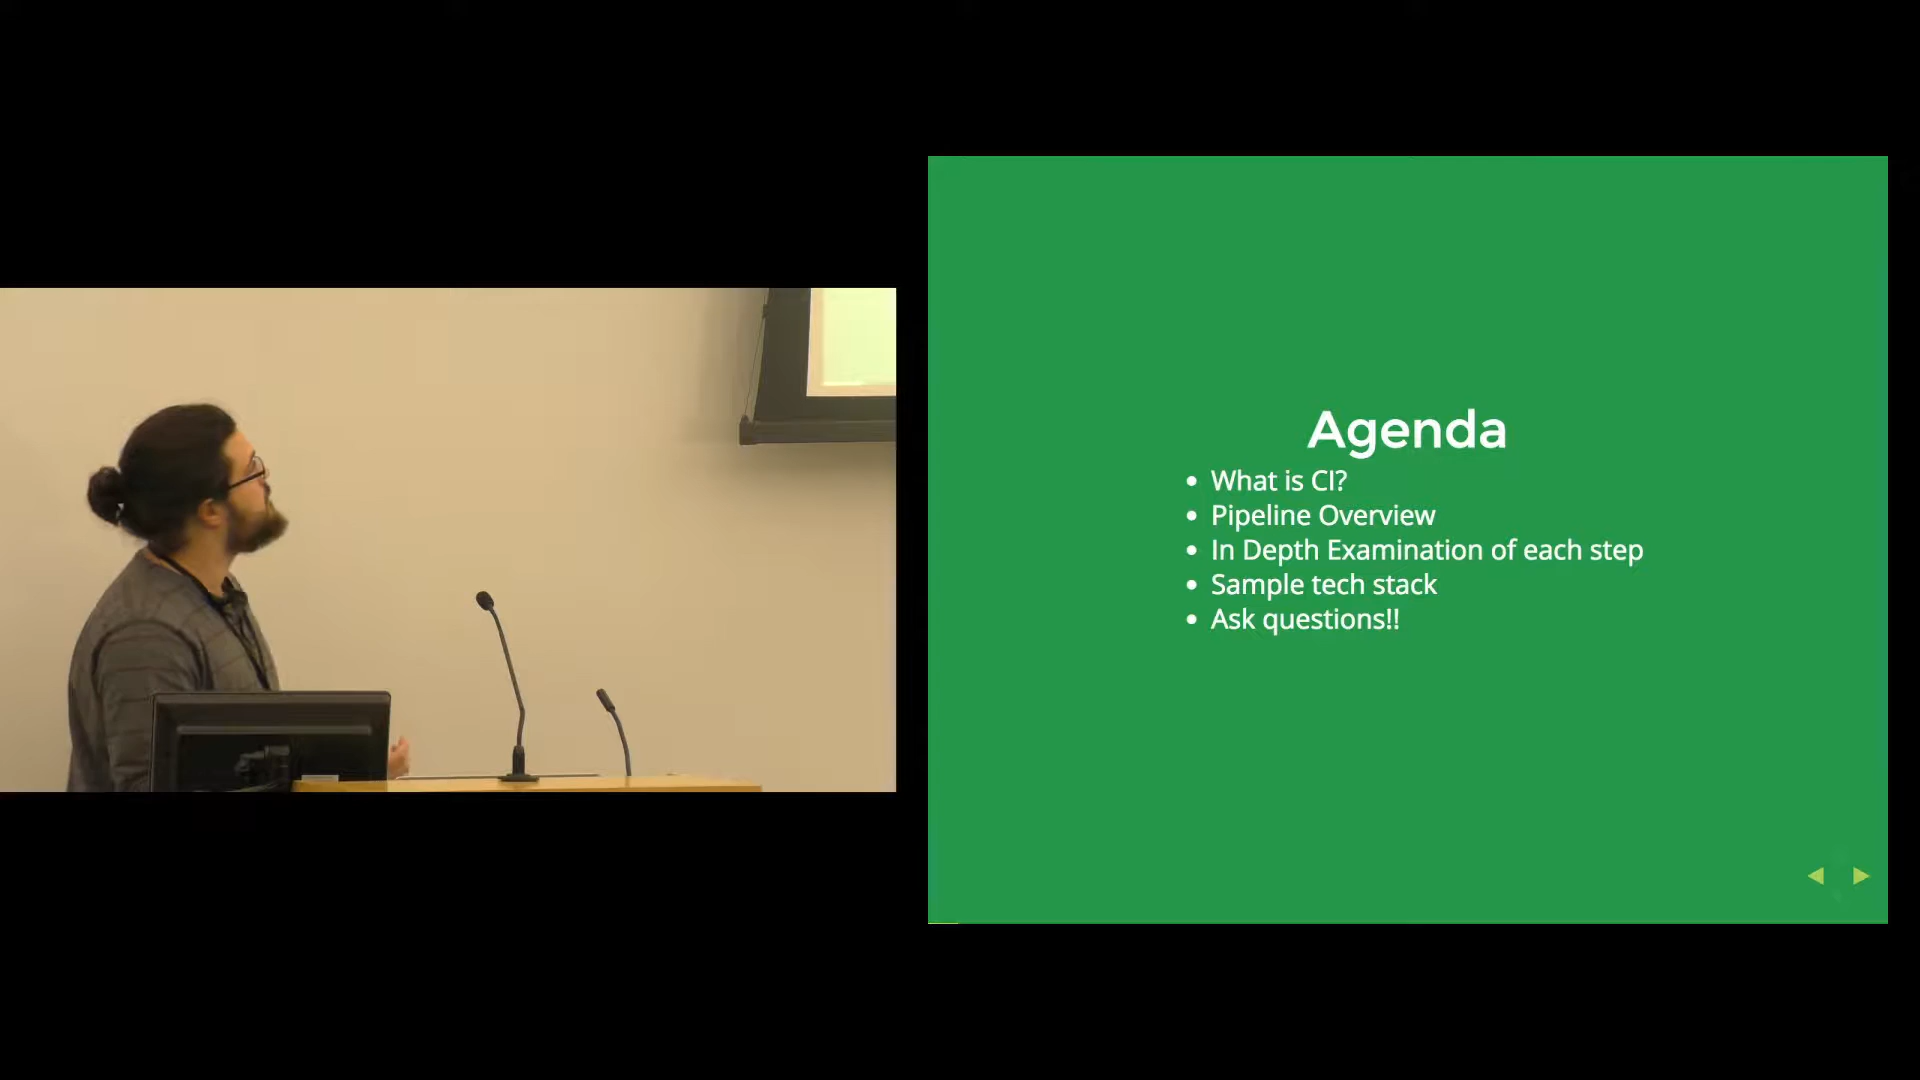 Agenda
What is CI?
Pipeline Overview
In Depth Examination of each step
Sample tech stack
Ask questions!!